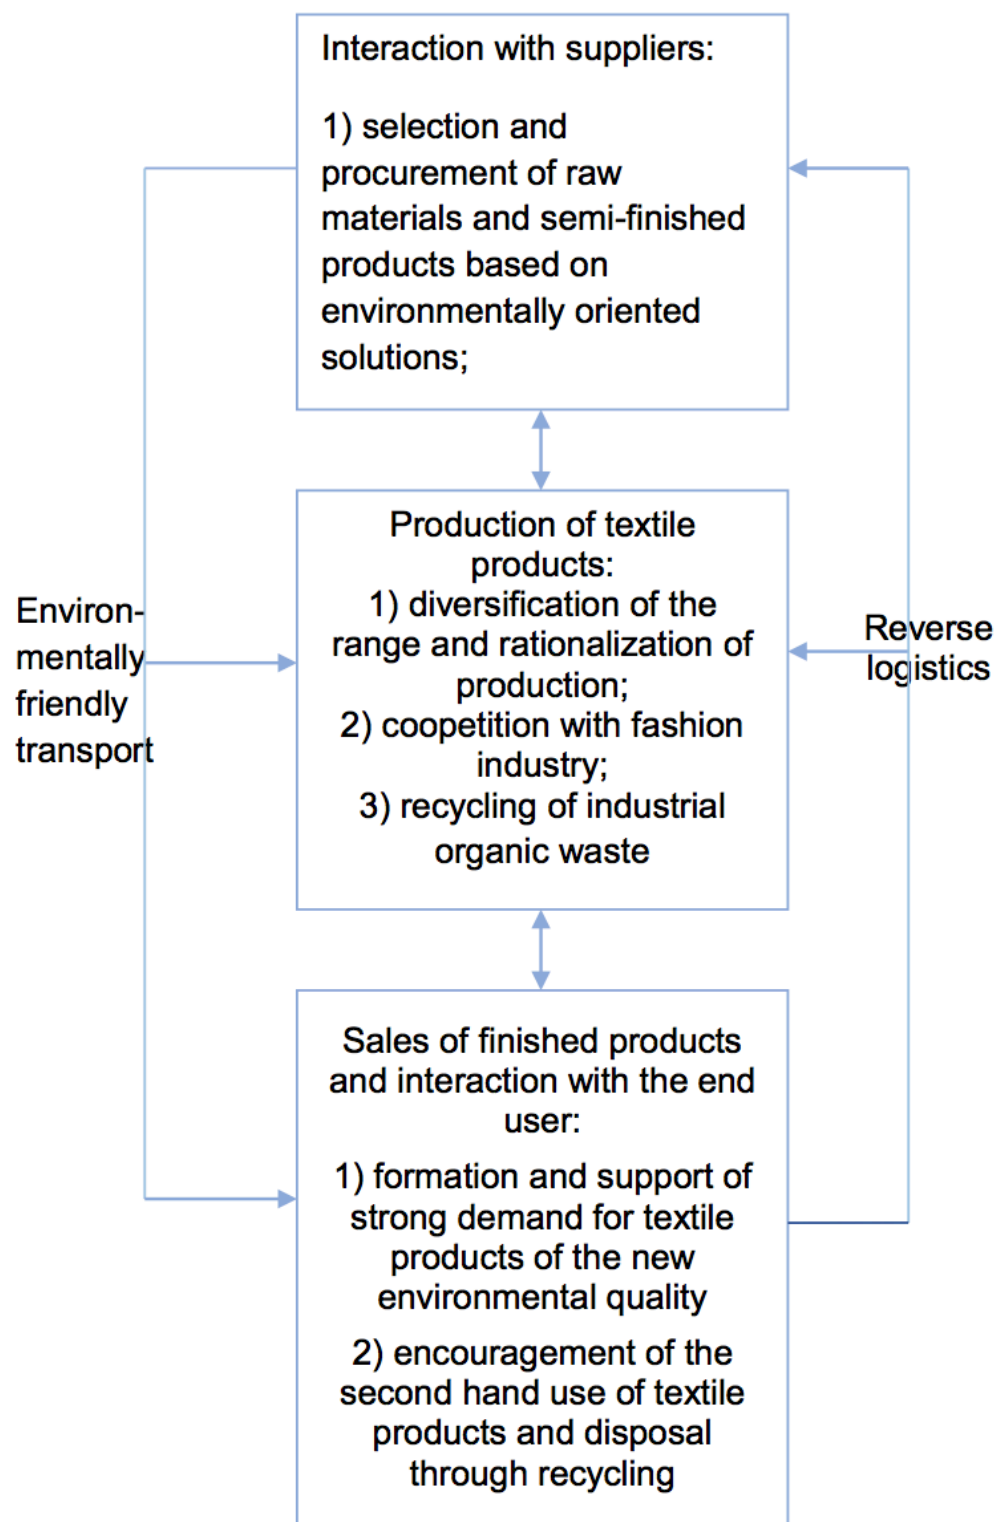 Interaction with suppliers:
1) selection and
procurement of raw
materials and semi-finished
products based on
environmentally oriented
solutions;
Production of textile
products:
1) diversification of the
range and rationalization of
production;
2) coopetition with fashion
industry;
3) recycling of industrial
organic waste
Environ-
mentally
friendly
transport
Reverse
logistics
Sales of finished products
and interaction with the end
user:
1) formation and support of
strong demand for textile
products of the new
environmental quality
2) encouragement of the
second hand use of textile
products and disposal
through recycling